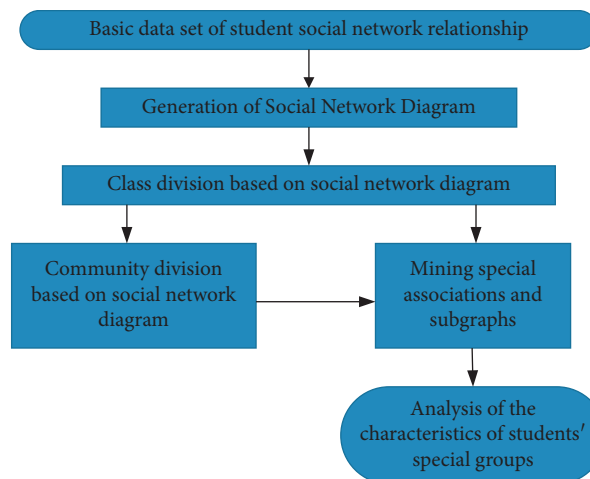 Basic data set of student social network relationship
Generation of Social Network Diagram
Class division based on social network diagram
Community division
based on social network
diagram
Mining special
associations and
subgraphs
Analysis of the
characteristics of students′
special groups